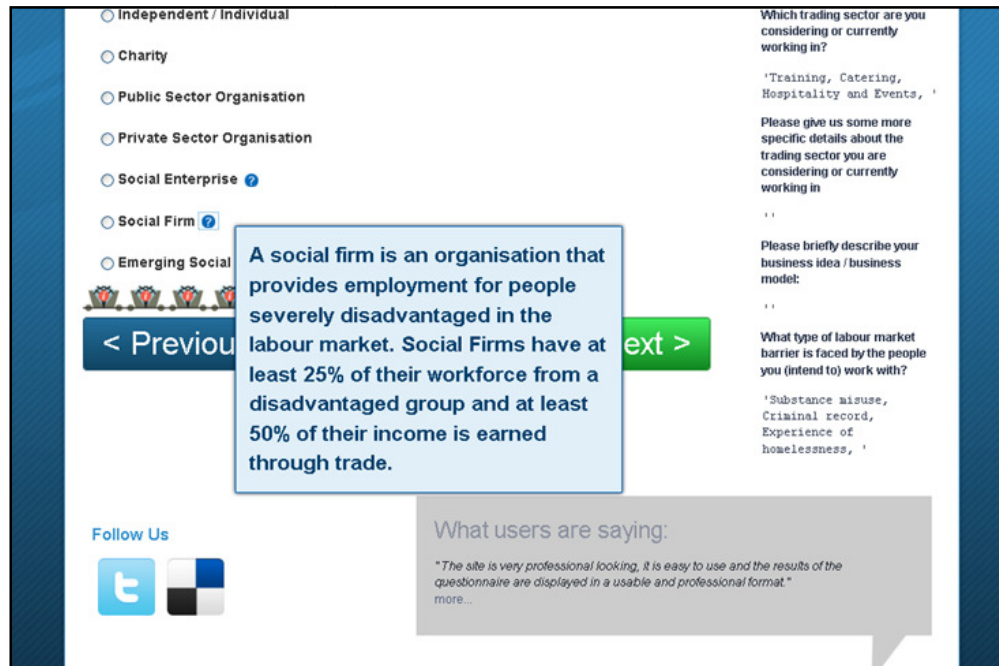 Independent / Individual
Charity
Public Sector Organisation
Private Sector Organisation
Social Enterprise ?
Social Firm ?
Emerging Social
< Previou
ext >
A social firm is an organisation that
provides employment for people
severely disadvantaged in the
labour market. Social Firms have at
least 25% of their workforce from a
disadvantaged group and at least
50% of their income is earned
through trade.
Which trading sector are you
considering or currently
working in?
'Training, Catering,
Hospitality and Events, '
Please give us some more
specific details about the
trading sector you are
considering or currently
working in
''
Please briefly describe your
business idea / business
model:
''
What type of labour market
barrier is faced by the people
you (intend to) work with?
'Substance misuse,
Criminal record,
Experience of
homelessness, '
Follow Us
t
What users are saying:
"The site is very professional looking, it is easy to use and the results of the
questionnaire are displayed in a usable and professional format."
more...